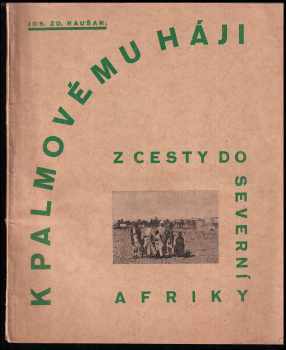 JOS. ZD. RAUŠAR:
K PALMOVÉMU HÁJI
Z CESTY DO
SEVERNÍ
AFRIKY